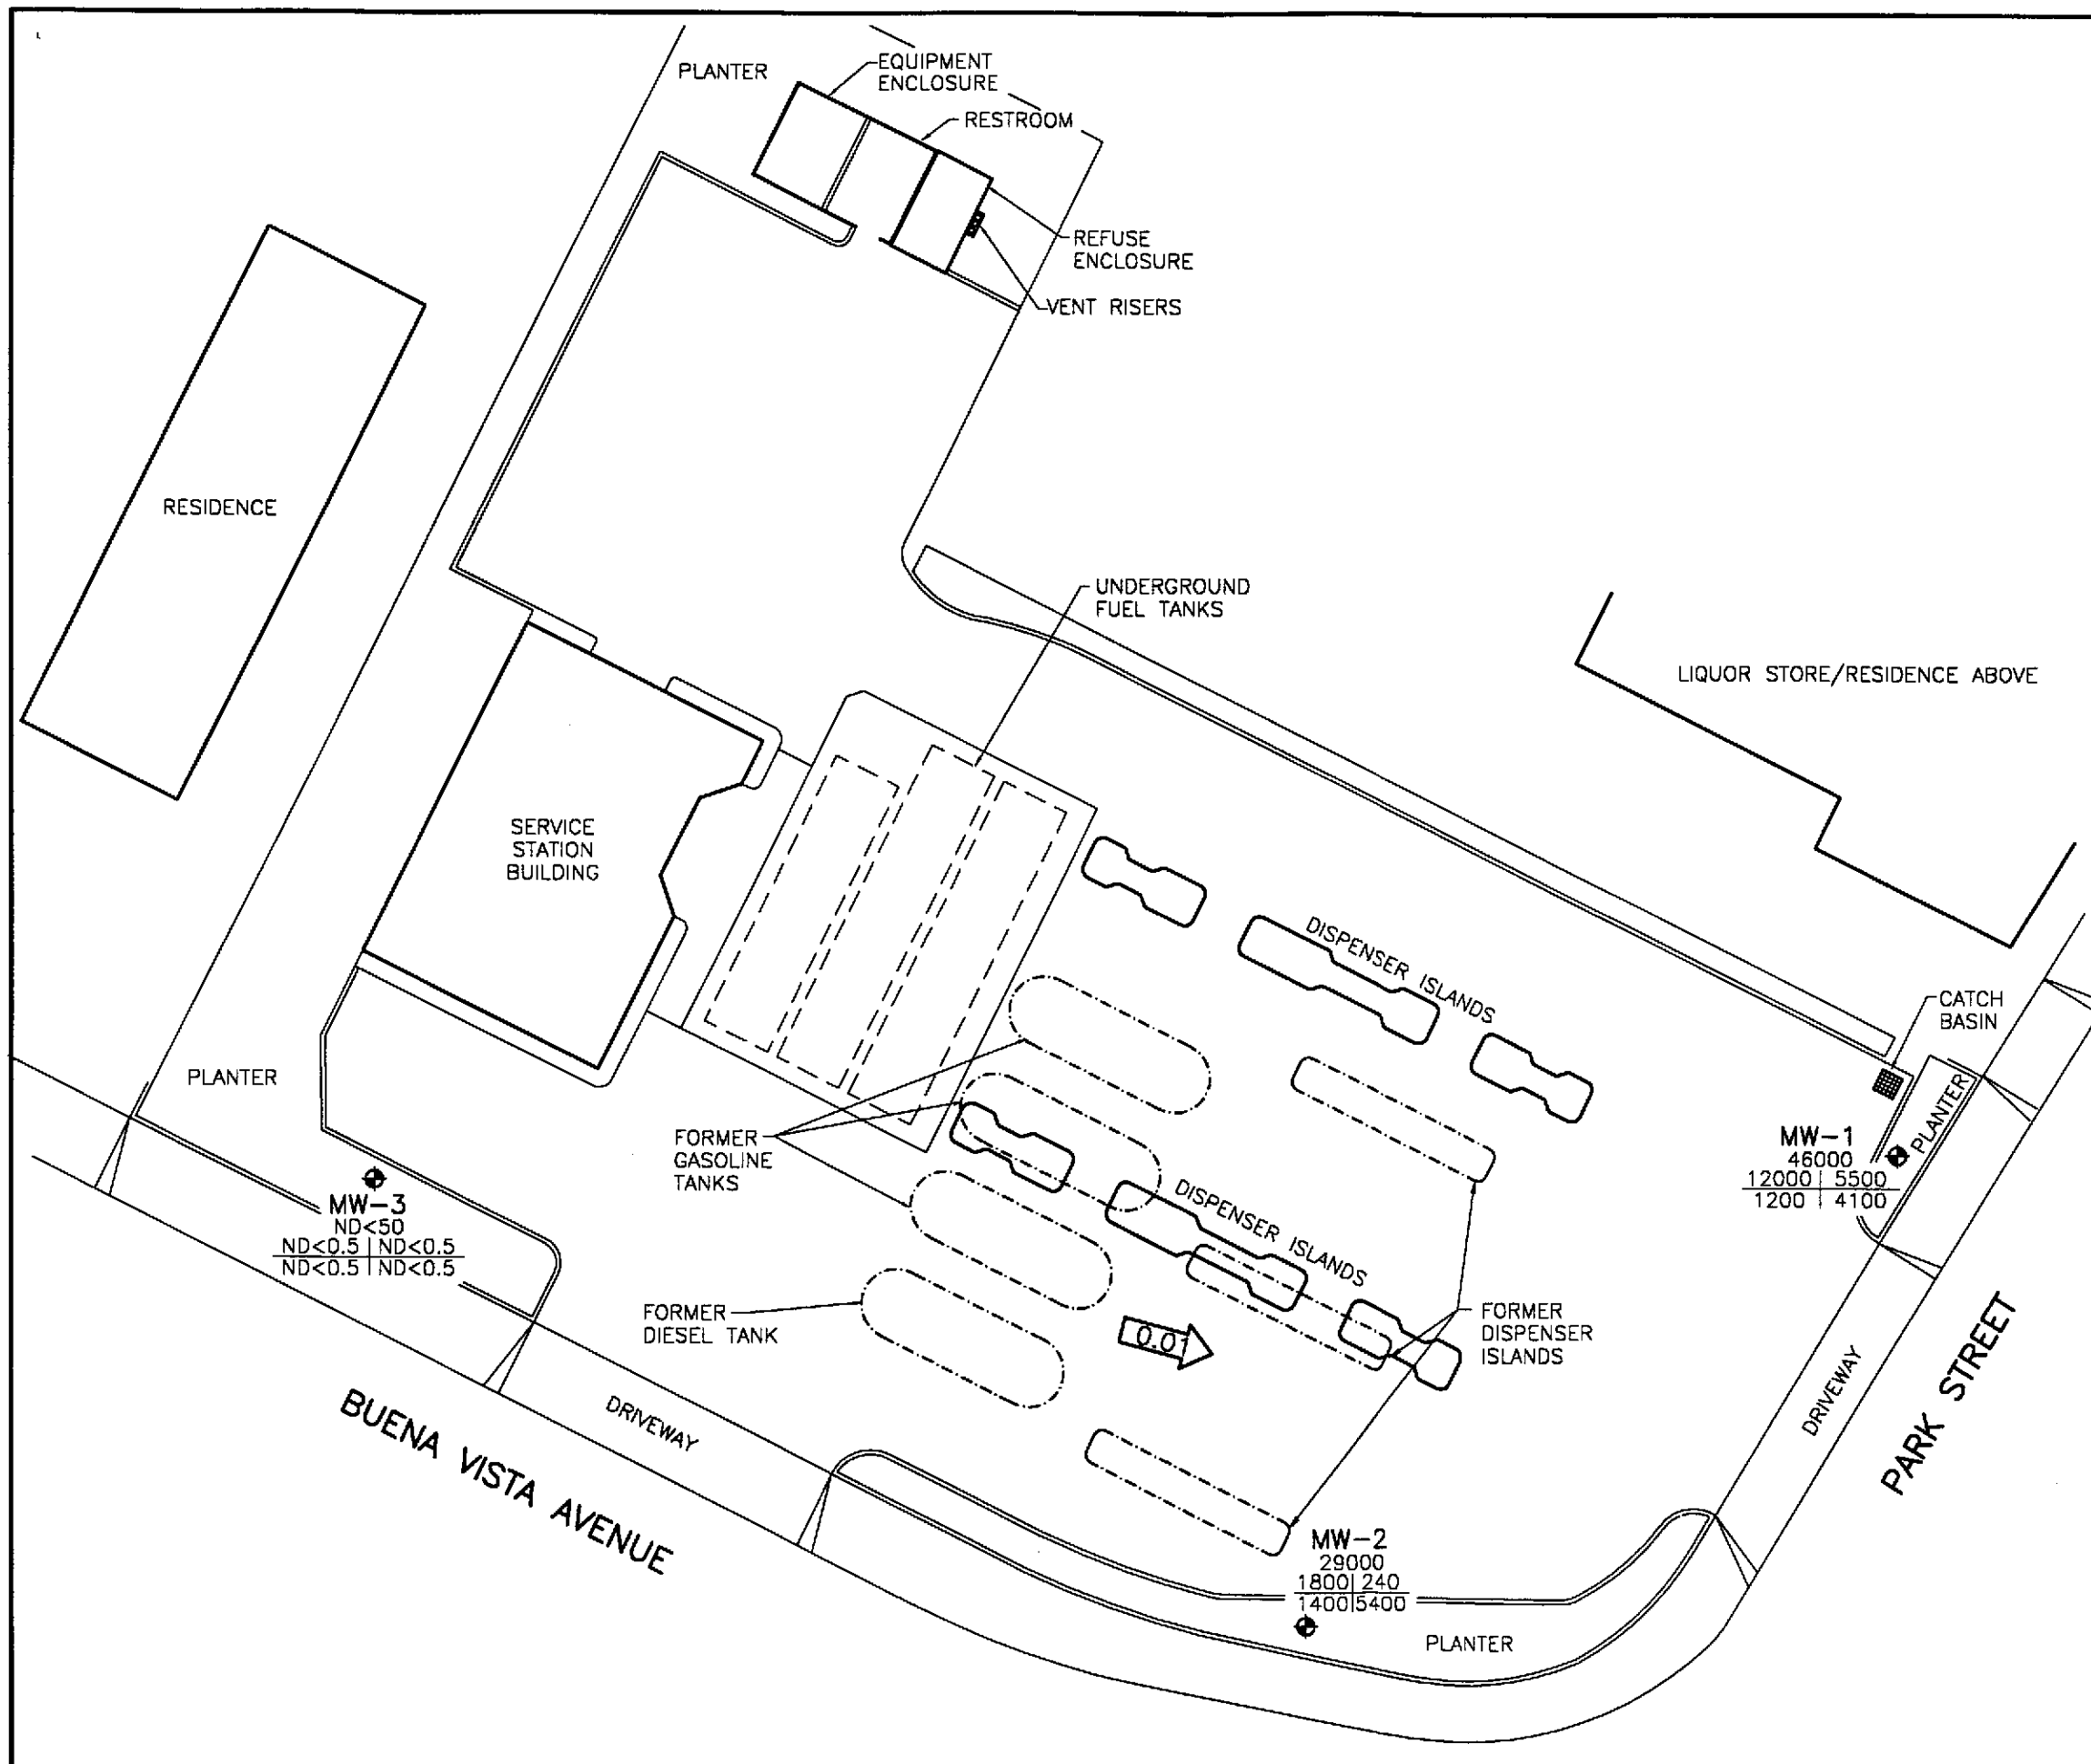 PLANTER
EQUIPMENT
ENCLOSURE
RESTROOM
REFUSE
ENCLOSURE
VENT RISERS
RESIDENCE
UNDERGROUND
FUEL TANKS
LIQUOR STORE/RESIDENCE ABOVE
SERVICE
STATION
BUILDING
DISPENSER ISLANDS
CATCH
BASIN
PLANTER
PLANTER
MW-1
46000
12000 | 5500
1200 | 4100
FORMER
GASOLINE
TANKS
MW-3
ND<50
ND<0.5 | ND<0.5
ND<0.5 | ND<0.5
DISPENSER ISLANDS
FORMER
DIESEL TANK
0.01
FORMER
DISPENSER
ISLANDS
DRIVEWAY
PARK STREET
BUENA VISTA AVENUE
DRIVEWAY
MW-2
29000
1800 | 240
1400 | 5400
PLANTER